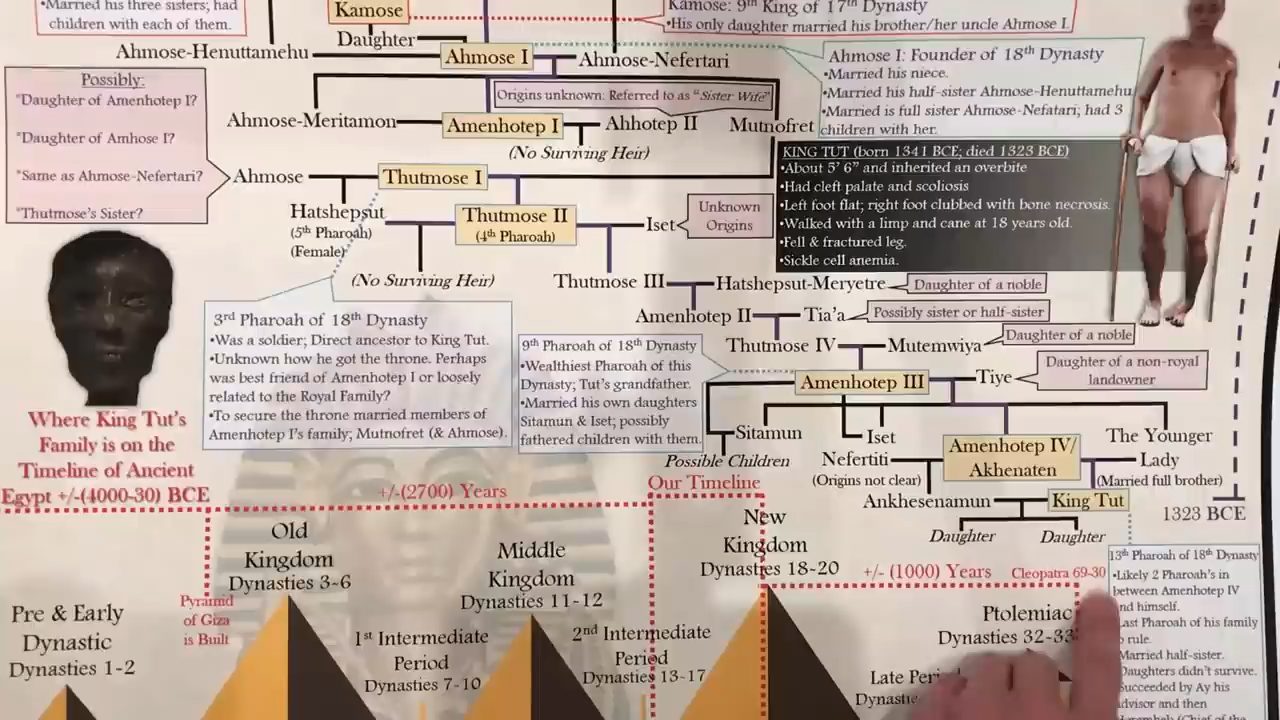 •Married his three sisters; had
children with each of them.
Kamose
Kamose: 9th King of 17th Dynasty
•His only daughter married his brother/her uncle Ahmose I.
Daughter
Ahmose-Henuttamehu
Ahmose I
Ahmose-Nefertari
Ahmose I: Founder of 18th Dynasty
•Married his niece.
•Married his half-sister Ahmose-Henuttamehu
•Married is full sister Ahmose-Nefatari; had 3
children with her.
Possibly:
*Daughter of Amenhotep I?
*Daughter of Amhose I?
*Same as Ahmose-Nefertari?
*Thutmose's Sister?
Origins unknown: Referred to as "Sister Wife"
Ahmose-Meritamon
Amenhotep I
Ahhotep II
Mutnofret
(No Surviving Heir)
KING TUT (born 1341 BCE; died 1323 BCE)
•About 5' 6" and inherited an overbite
•Had cleft palate and scoliosis
•Left foot flat; right foot clubbed with bone necrosis.
•Walked with a limp and cane at 18 years old.
•Fell & fractured leg.
•Sickle cell anemia.
Ahmose
Thutmose I
Hatshepsut
(5th Pharoah)
(Female)
Thutmose II
(4th Pharoah)
Iset
Unknown
Origins
(No Surviving Heir)
Thutmose III
Hatshepsut-Meryetre
Daughter of a noble
Amenhotep II
Tia'a
Possibly sister or half-sister
Thutmose IV
Mutemwiya
Daughter of a noble
3rd Pharoah of 18th Dynasty
•Was a soldier; Direct ancestor to King Tut.
•Unknown how he got the throne. Perhaps
was best friend of Amenhotep I or loosely
related to the Royal Family?
•To secure the throne married members of
Amenhotep I's family; Mutnofret (& Ahmose).
9th Pharoah of 18th Dynasty
•Wealthiest Pharoah of this
Dynasty; Tut's grandfather.
•Married his own daughters
Sitamun & Iset; possibly
fathered children with them.
Amenhotep III
Tiye
Daughter of a non-royal
landowner
Sitamun
Possible Children
Iset
Nefertiti
(Origins not clear)
Amenhotep IV/
Akhenaten
The Younger
Lady
(Married full brother)
Ankhesenamun
King Tut
Daughter
Daughter
1323 BCE
Where King Tut's
Family is on the
Timeline of Ancient
Egypt +/-(4000-30) BCE
+/-(2700) Years
Our Timeline
Pre & Early
Dynastic
Dynasties 1-2
Pyramid
of Giza
is Built
Old
Kingdom
Dynasties 3-6
1st Intermediate
Period
Dynasties 7-10
Middle
Kingdom
Dynasties 11-12
2nd Intermediate
Period
Dynasties 13-17
New
Kingdom
Dynasties 18-20
+/- (1000) Years
Cleopatra 69-30
Ptolemiac
Dynasties 32-33
Late
13th Pharoah of 18th Dynasty
•Likely 2 Pharoah's in
between Amenhotep IV
and himself.
Last Pharoah of his family
rule.
Married half-sister.
Daughters didn't survive.
Succeeded by Ay his
advisor and then